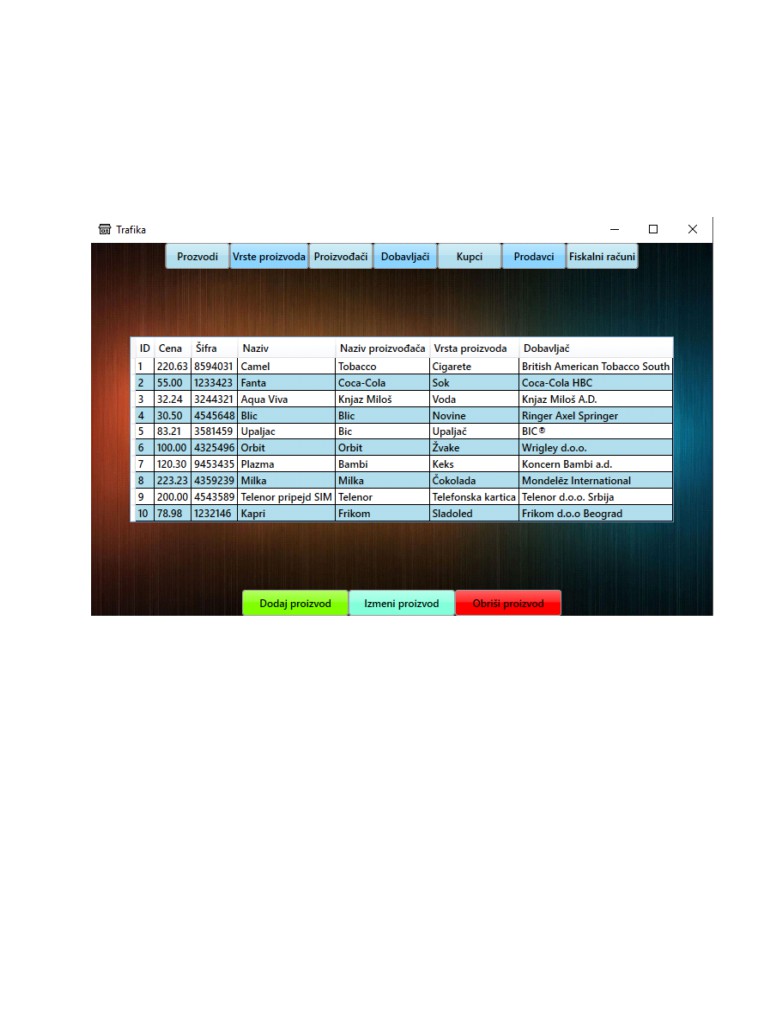 Trafika
Prozvodi Vrste proizvoda Proizvođači Dobavljači Kupci Prodavci Fiskalni računi
ID Cena Šifra Naziv Naziv proizvođača Vrsta proizvoda Dobavljač
1 220.63 8594031 Camel Tobacco Cigarete British American Tobacco South
2 55.00 1233423 Fanta Coca-Cola Sok Coca-Cola HBC
3 32.24 3244321 Aqua Viva Knjaz Miloš Voda Knjaz Miloš A.D.
4 30.50 4545648 Blic Blic Novine Ringer Axel Springer
5 83.21 3581459 Upaljac Bic Upaljač BIC®
6 100.00 4325496 Orbit Orbit Žvake Wrigley d.o.o.
7 120.30 9453435 Plazma Bambi Keks Koncern Bambi a.d.
8 223.23 4359239 Milka Milka Čokolada Mondelēz International
9 200.00 4543589 Telenor pripejd SIM Telenor Telefonska kartica Telenor d.o.o. Srbija
10 78.98 1232146 Kapri Frikom Sladoled Frikom d.o.o Beograd
Dodaj proizvod Izmeni proizvod Obriši proizvod